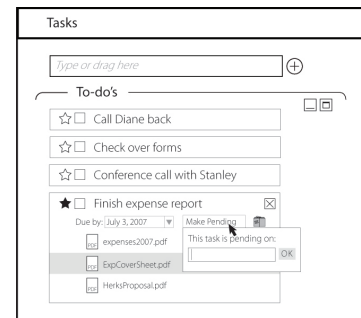 Tasks
Type or drag here
To-do's
Call Diane back
Check over forms
Conference call with Stanley
Finish expense report
Due by: July 3, 2007 Make Pending
PDF expenses2007.pdf
This task is pending on:
OK
PDF ExpCoverSheet.pdf
PDF HerksProposal.pdf